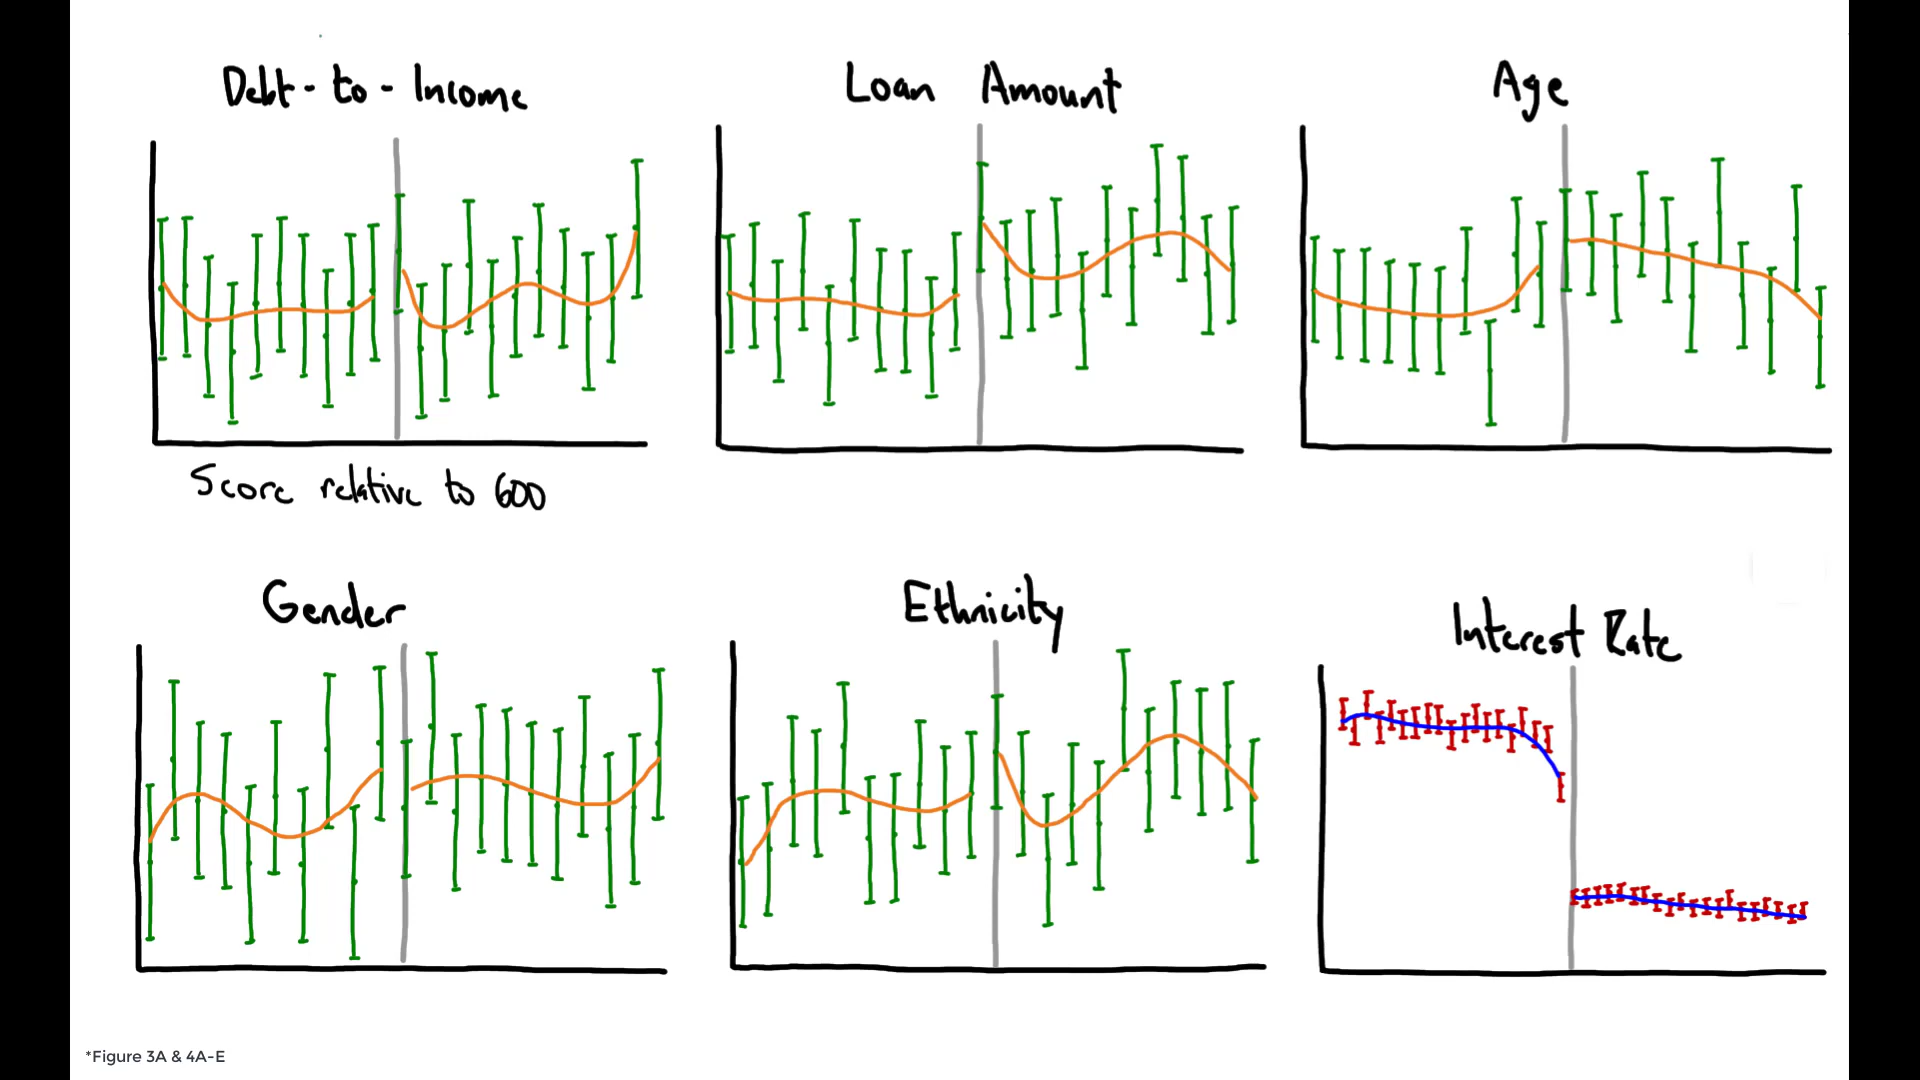 Debt-to-Income
Loan Amount
Age
Score relative to 600
Gender
Ethnicity
Interest Rate
*Figure 3A & 4A-E